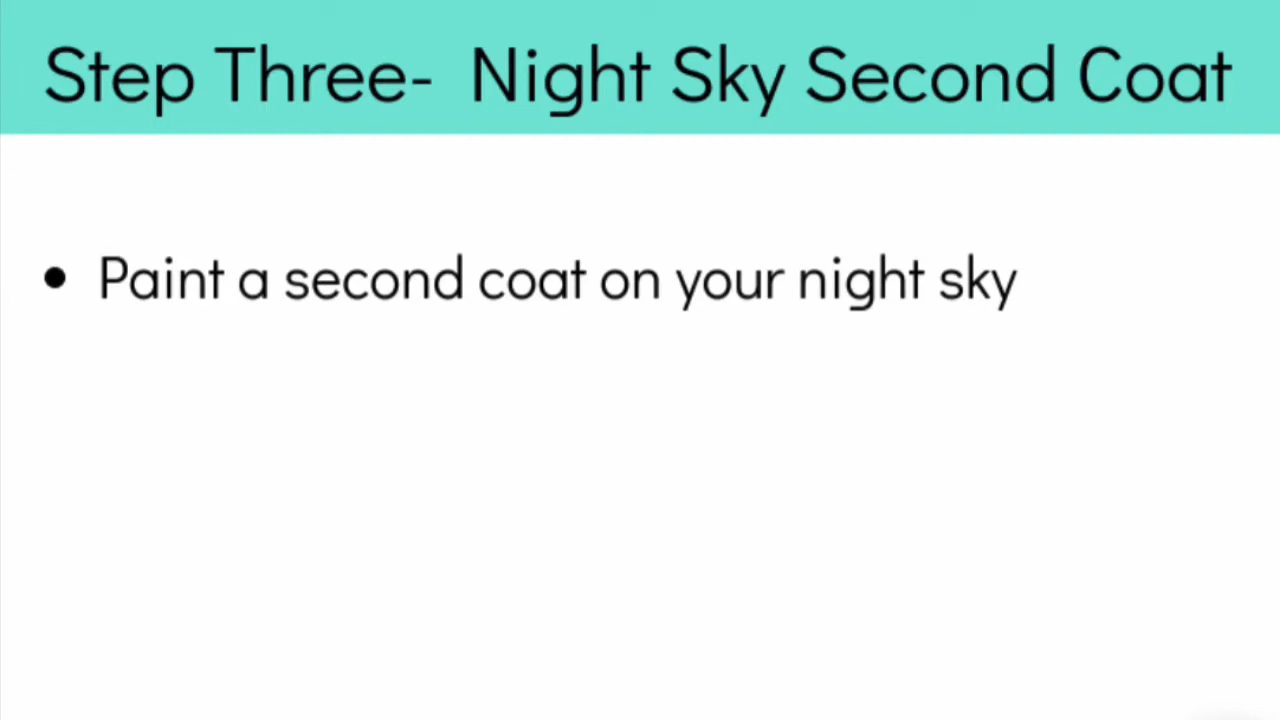 Step Three- Night Sky Second Coat
• Paint a second coat on your night sky